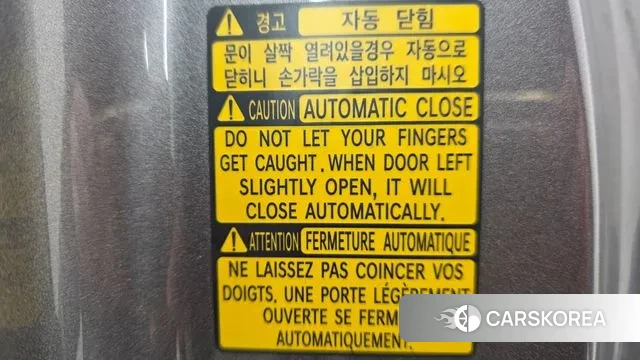 경고 자동 닫힘
문이 살짝 열려있을경우 자동으로
닫히니 손가락을 삽입하지 마시오
CAUTION AUTOMATIC CLOSE
DO NOT LET YOUR FINGERS
GET CAUGHT. WHEN DOOR LEFT
SLIGHTLY OPEN, IT WILL
CLOSE AUTOMATICALLY.
ATTENTION FERMETURE AUTOMATIQUE
NE LAISSEZ PAS COINCER VOS
DOIGTS. UNE PORTE LÉGÈREMENT
OUVERTE SE FERM
AUTOMATIQUEMENT.
CARSKOREA